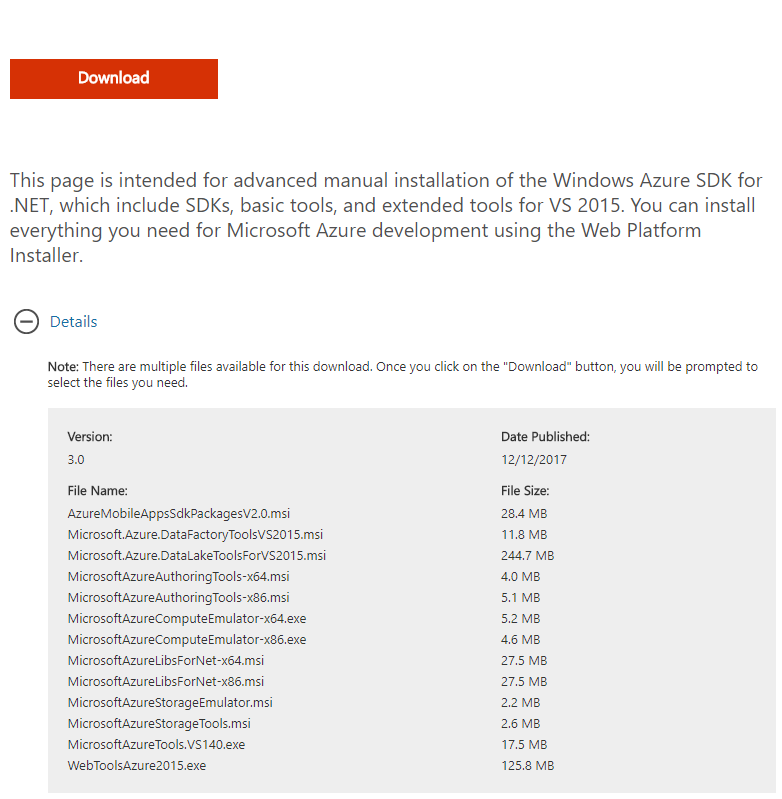 Download
This page is intended for advanced manual installation of the Windows Azure SDK for
.NET, which include SDKs, basic tools, and extended tools for VS 2015. You can install
everything you need for Microsoft Azure development using the Web Platform
Installer.
Details
Note: There are multiple files available for this download. Once you click on the "Download" button, you will be prompted to
select the files you need.
Version: Date Published:
3.0 12/12/2017
File Name: File Size:
AzureMobileAppsSdkPackagesV2.0.msi 28.4 MB
Microsoft.Azure.DataFactoryToolsVS2015.msi 11.8 MB
Microsoft.Azure.DataLakeToolsForVS2015.msi 244.7 MB
MicrosoftAzureAuthoringTools-x64.msi 4.0 MB
MicrosoftAzureAuthoringTools-x86.msi 5.1 MB
MicrosoftAzureComputeEmulator-x64.exe 5.2 MB
MicrosoftAzureComputeEmulator-x86.exe 4.6 MB
MicrosoftAzureLibsForNet-x64.msi 27.5 MB
MicrosoftAzureLibsForNet-x86.msi 27.5 MB
MicrosoftAzureStorageEmulator.msi 2.2 MB
MicrosoftAzureStorageTools.msi 2.6 MB
MicrosoftAzureTools.VS140.exe 17.5 MB
WebToolsAzure2015.exe 125.8 MB